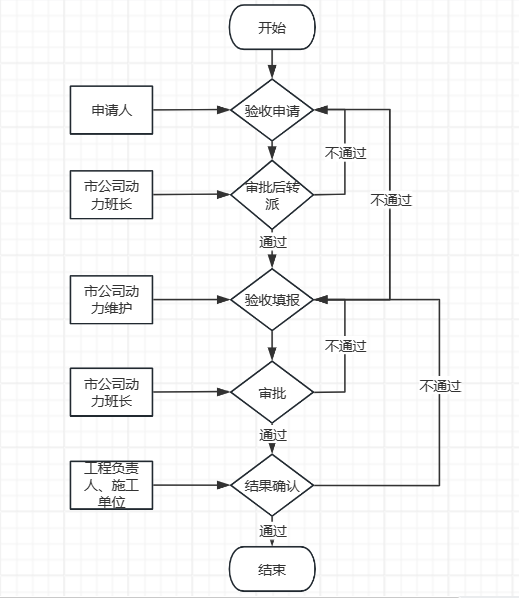 开始
申请人
验收申请
不通过
市公司动
力班长
审批后转
派
不通过
通过
市公司动
力维护
验收填报
不通过
市公司动
力班长
审批
不通过
通过
工程负责
人、施工
单位
结果确认
通过
结束